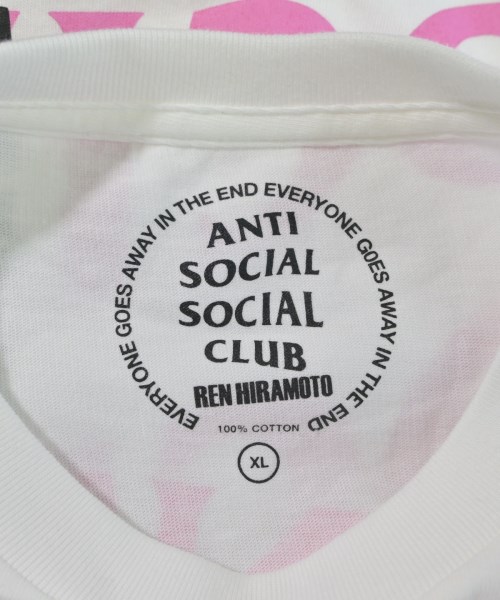 EVERYONE GOES AWAY IN THE END EVERYONE GOES AWAY IN THE END
ANTI
SOCIAL
SOCIAL
CLUB
REN HIRAMOTO
100% COTTON
XL